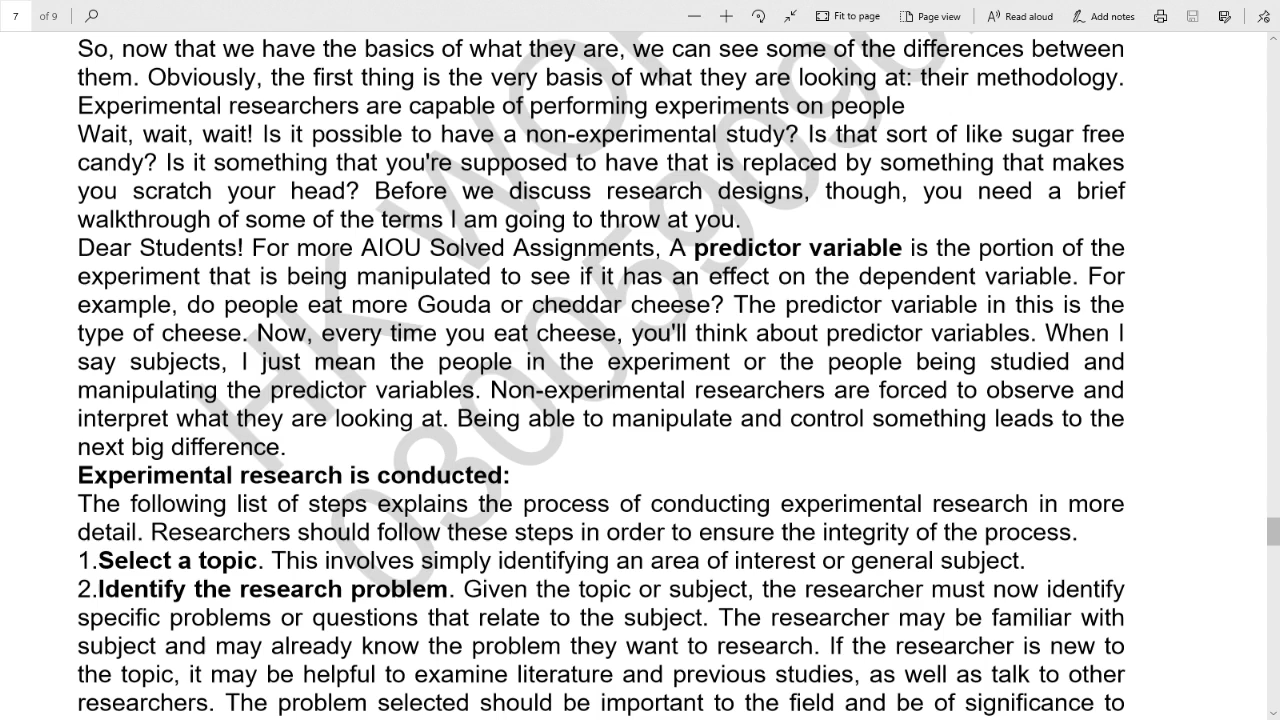 7 of 9 Fit to page Page view Read aloud Add notes
So, now that we have the basics of what they are, we can see some of the differences between
them. Obviously, the first thing is the very basis of what they are looking at: their methodology.
Experimental researchers are capable of performing experiments on people
Wait, wait, wait! Is it possible to have a non-experimental study? Is that sort of like sugar free
candy? Is it something that you're supposed to have that is replaced by something that makes
you scratch your head? Before we discuss research designs, though, you need a brief
walkthrough of some of the terms I am going to throw at you.
Dear Students! For more AIOU Solved Assignments, A predictor variable is the portion of the
experiment that is being manipulated to see if it has an effect on the dependent variable. For
example, do people eat more Gouda or cheddar cheese? The predictor variable in this is the
type of cheese. Now, every time you eat cheese, you'll think about predictor variables. When I
say subjects, I just mean the people in the experiment or the people being studied and
manipulating the predictor variables. Non-experimental researchers are forced to observe and
interpret what they are looking at. Being able to manipulate and control something leads to the
next big difference.
Experimental research is conducted:
The following list of steps explains the process of conducting experimental research in more
detail. Researchers should follow these steps in order to ensure the integrity of the process.
1.Select a topic. This involves simply identifying an area of interest or general subject.
2.Identify the research problem. Given the topic or subject, the researcher must now identify
specific problems or questions that relate to the subject. The researcher may be familiar with
subject and may already know the problem they want to research. If the researcher is new to
the topic, it may be helpful to examine literature and previous studies, as well as talk to other
researchers. The problem selected should be important to the field and be of significance to
HK